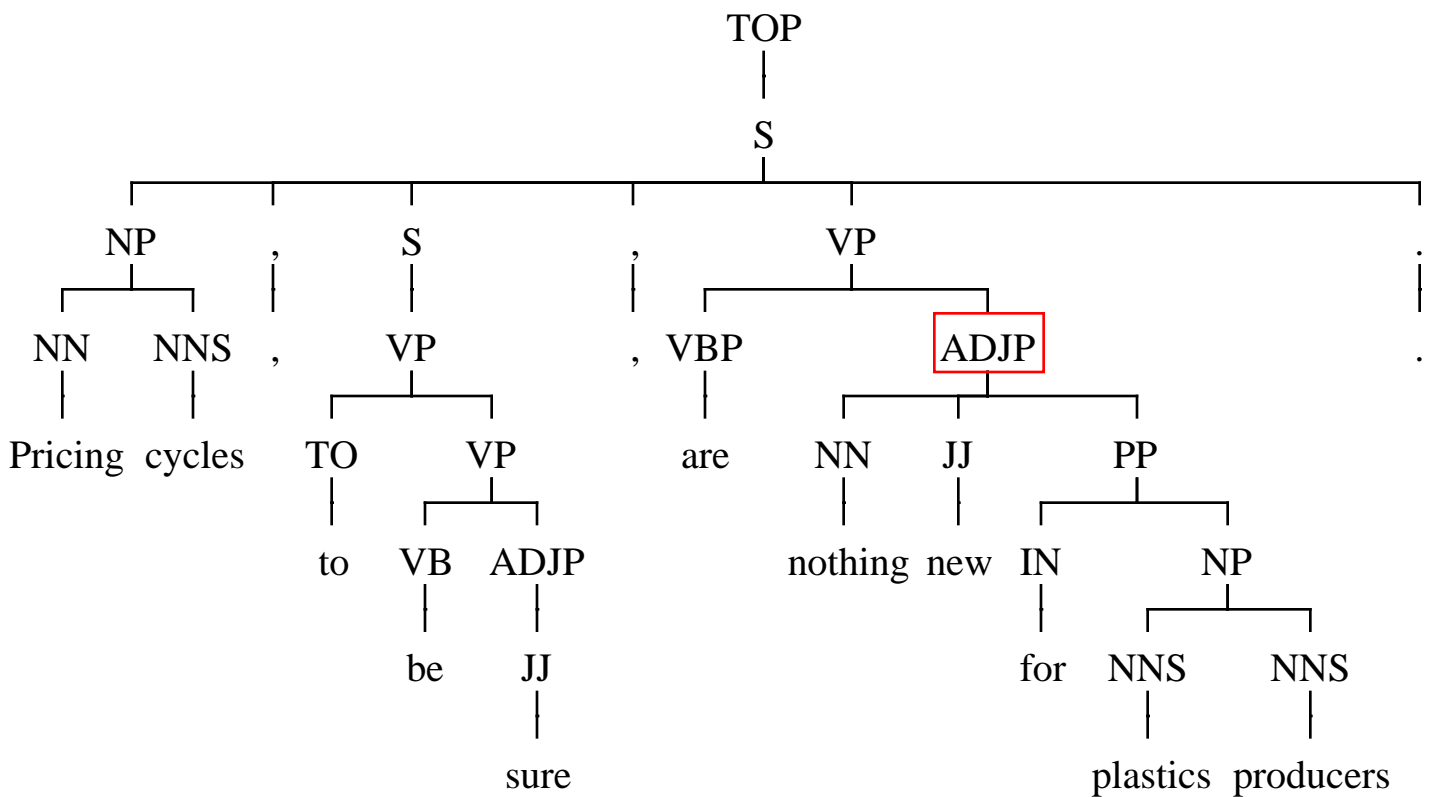 TOP
S
NP , S , VP .
NN NNS , VP , VBP ADJP .
Pricing cycles TO VP are NN JJ PP
to VB ADJP nothing new IN NP
be JJ for NNS NNS
sure plastics producers